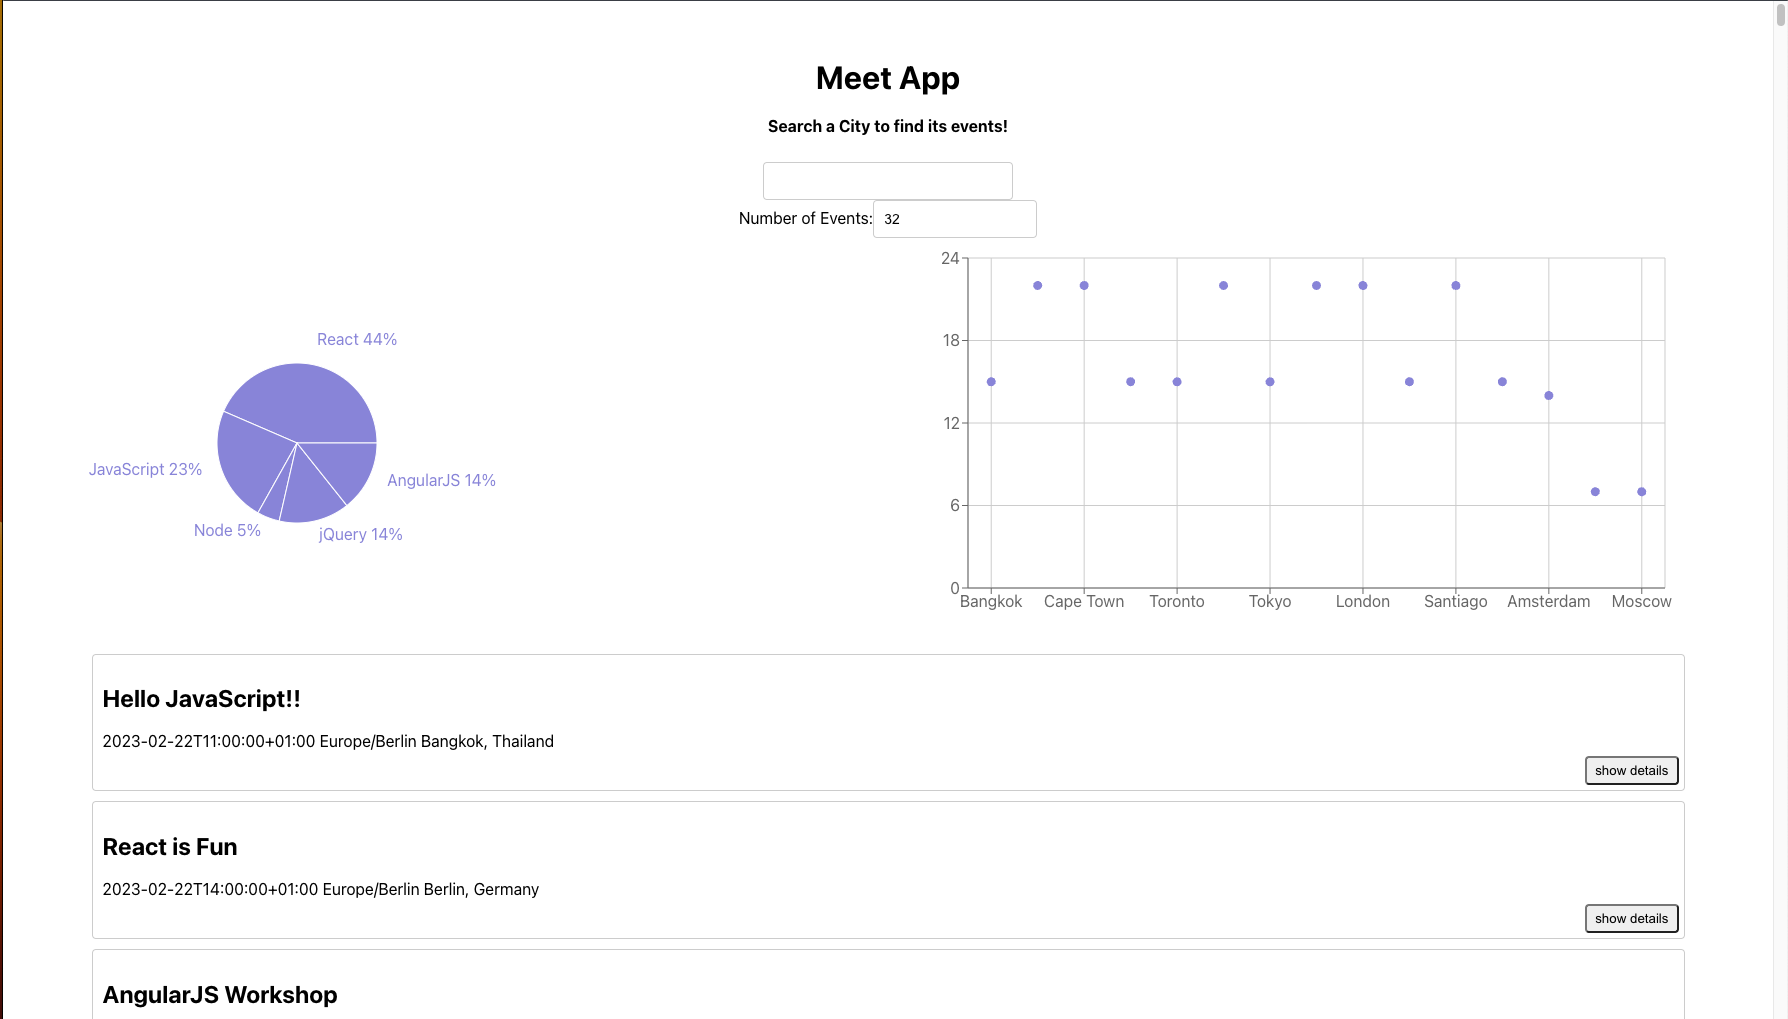 Meet App
Search a City to find its events!
Number of Events: 32
React 44%
JavaScript 23%
AngularJS 14%
Node 5%
jQuery 14%
24
18
12
6
0
Bangkok Cape Town Toronto Tokyo London Santiago Amsterdam Moscow
Hello JavaScript!!
2023-02-22T11:00:00+01:00 Europe/Berlin Bangkok, Thailand
show details
React is Fun
2023-02-22T14:00:00+01:00 Europe/Berlin Berlin, Germany
show details
AngularJS Workshop